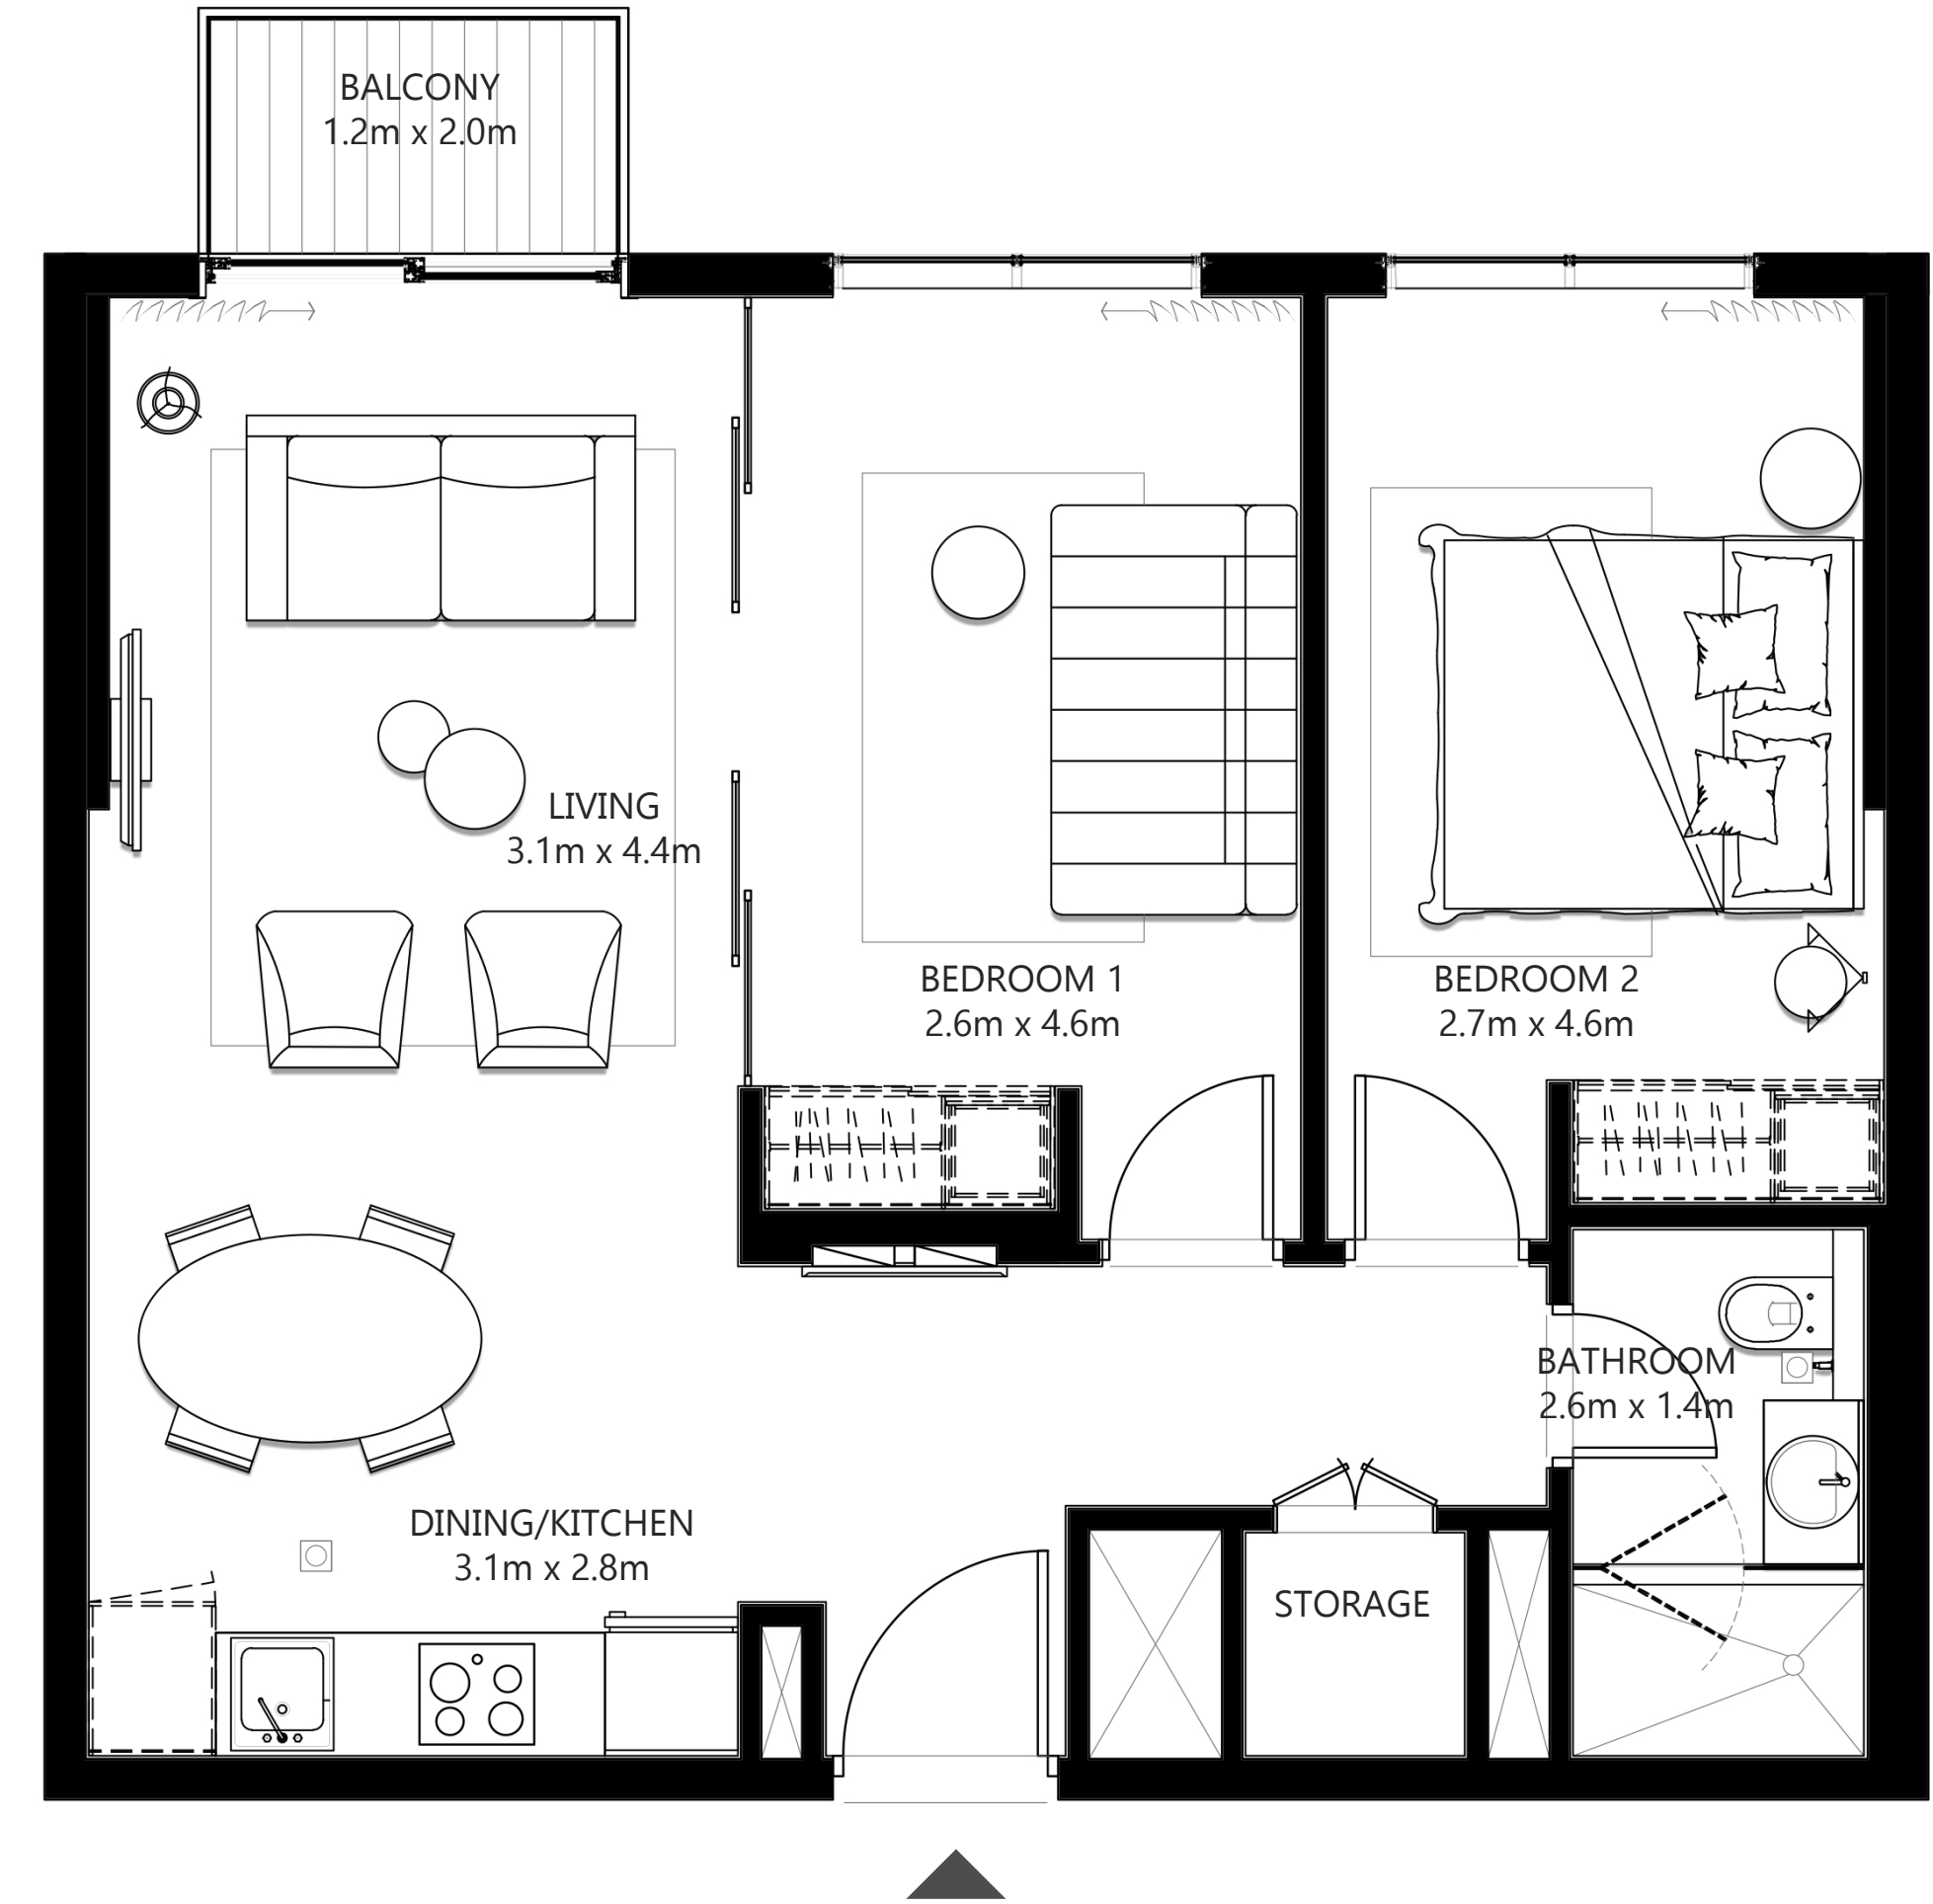 BALCONY
1.2m x 2.0m
LIVING
3.1m x 4.4m
BEDROOM 1
2.6m x 4.6m
BEDROOM 2
2.7m x 4.6m
BATHROOM
2.6m x 1.4m
DINING/KITCHEN
3.1m x 2.8m
STORAGE